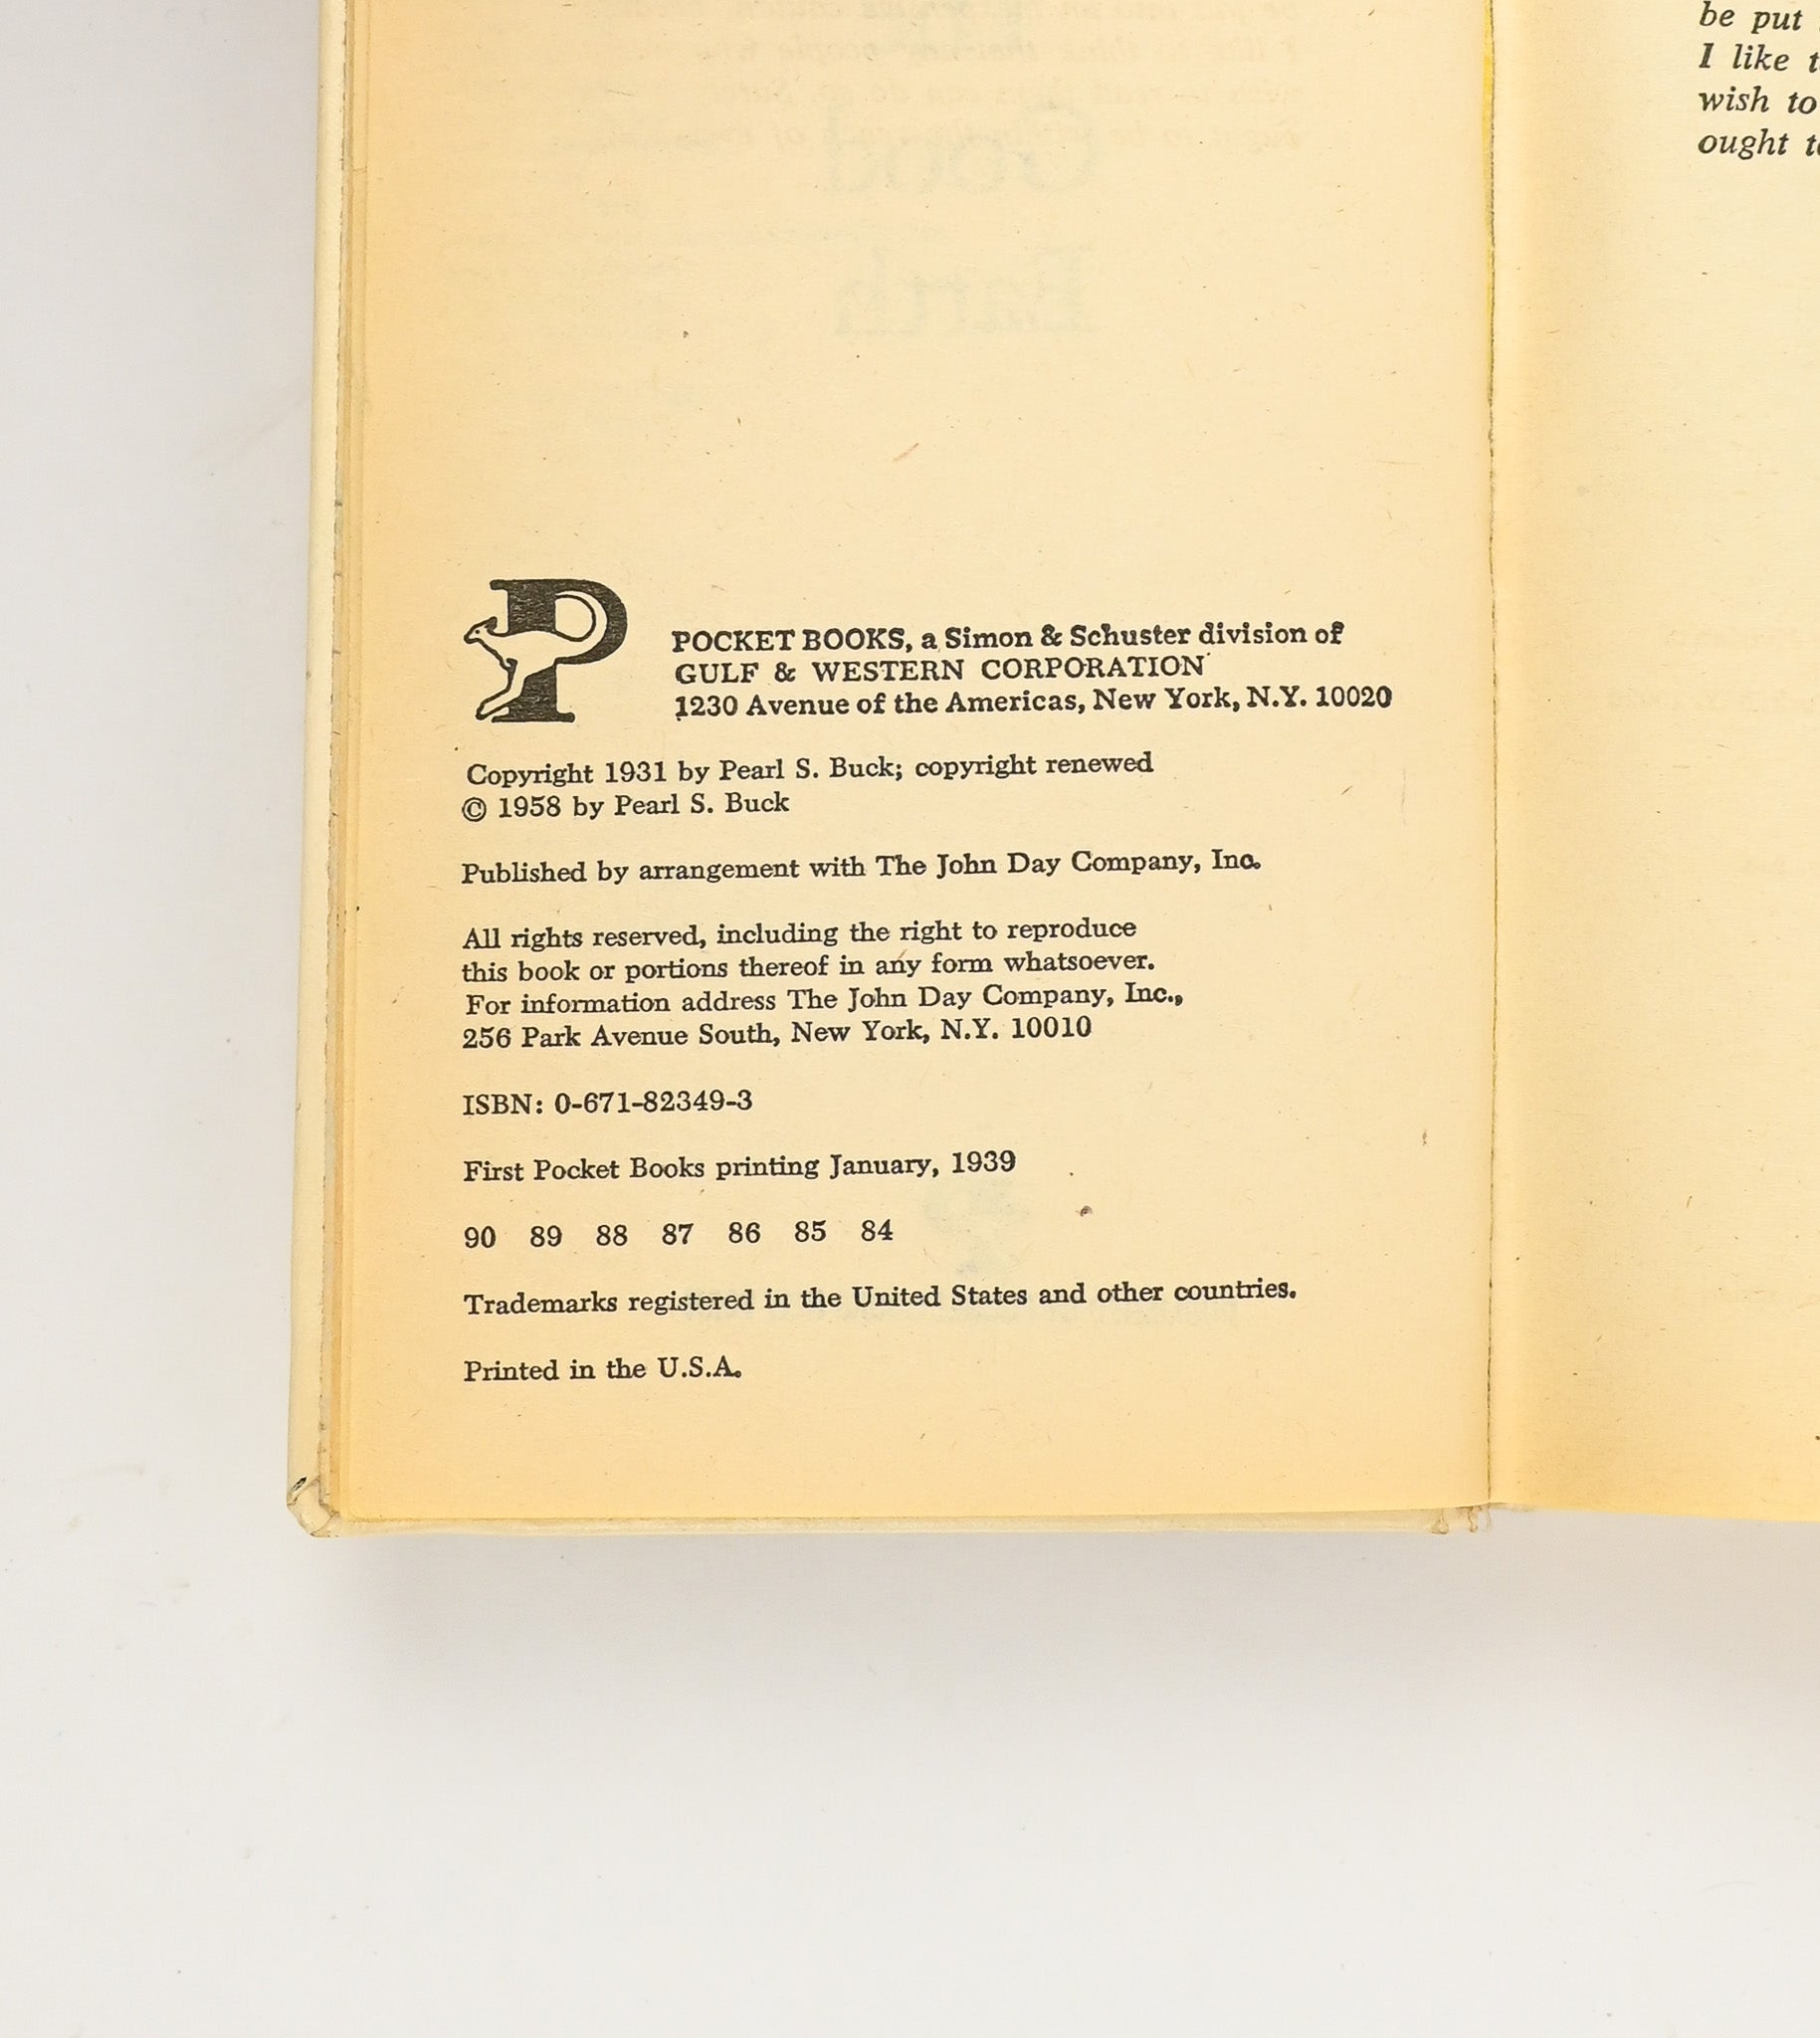 POCKET BOOKS, a Simon & Schuster division of
GULF & WESTERN CORPORATION
1230 Avenue of the Americas, New York, N.Y. 10020
Copyright 1931 by Pearl S. Buck; copyright renewed
© 1958 by Pearl S. Buck
Published by arrangement with The John Day Company, Inc.
All rights reserved, including the right to reproduce
this book or portions thereof in any form whatsoever.
For information address The John Day Company, Inc.,
256 Park Avenue South, New York, N.Y. 10010
ISBN: 0-671-82349-3
First Pocket Books printing January, 1939
90 89 88 87 86 85 84
Trademarks registered in the United States and other countries.
Printed in the U.S.A.
be put
I like
wish to
ought